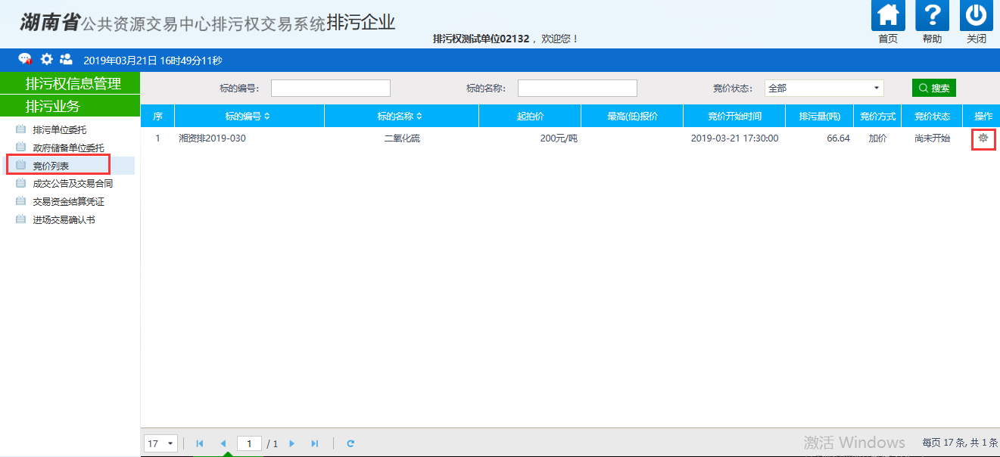 湖南省公共资源交易中心排污权交易系统排污企业
排污权测试单位02132 ，欢迎您！
首页 帮助 关闭
2019年03月21日 16时49分11秒
排污权信息管理
排污业务
排污单位委托
政府储备单位委托
竞价列表
成交公告及交易合同
交易资金结算凭证
进场交易确认书
标的编号： 标的名称： 竞价状态： 全部 搜索
序 标的编号 标的名称 起拍价 最高(低)报价 竞价开始时间 排污量(吨) 竞价方式 竞价状态 操作
1 湘资排2019-030 二氧化硫 200元/吨 2019-03-21 17:30:00 66.64 加价 尚未开始
17 1 / 1 每页 17 条, 共 1 条
激活 Windows